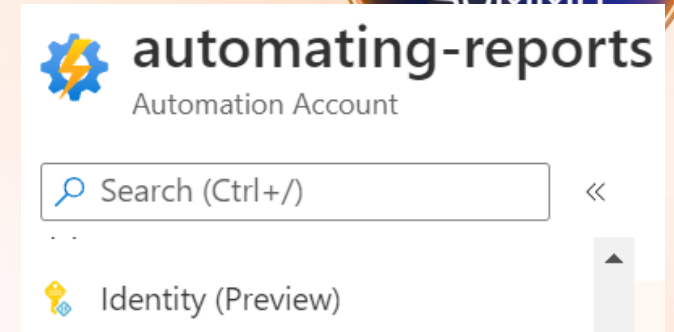 automating-reports
Automation Account
Search (Ctrl+/)
Identity (Preview)